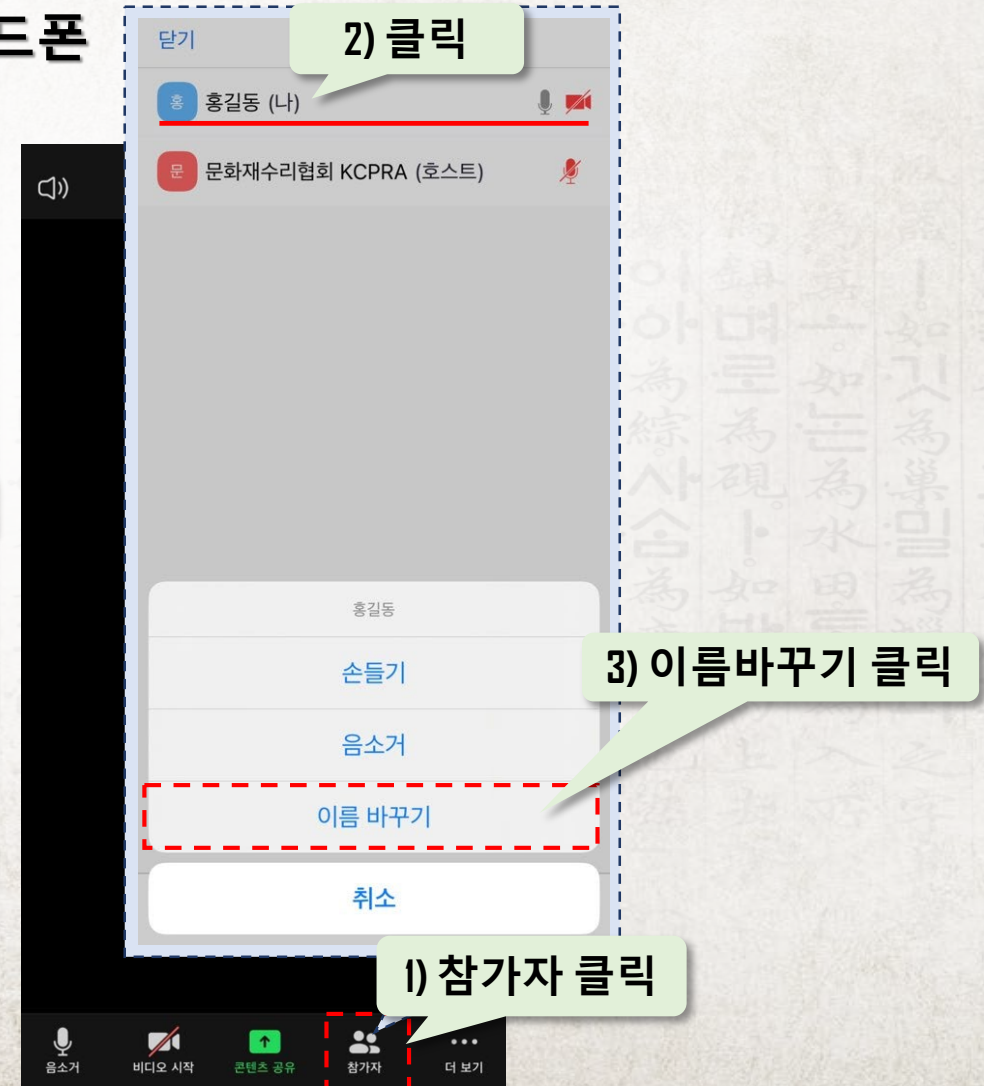 드폰
닫기
2) 클릭
홍 홍길동 (나)
문 문화재수리협회 KCPRA (호스트)
홍길동
손들기
3) 이름바꾸기 클릭
음소거
이름 바꾸기
취소
1) 참가자 클릭
음소거 비디오 시작 콘텐츠 공유 참가자 더 보기